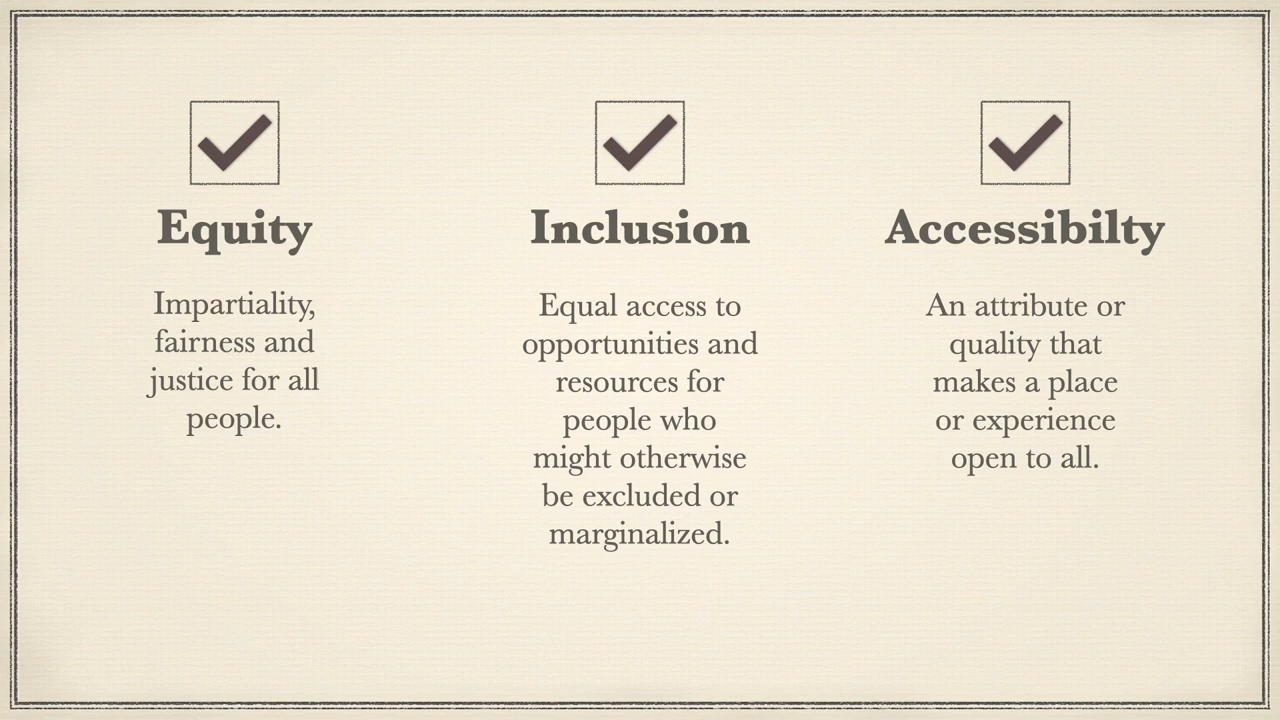 Equity
Impartiality,
fairness and
justice for all
people.
Inclusion
Equal access to
opportunities and
resources for
people who
might otherwise
be excluded or
marginalized.
Accessibilty
An attribute or
quality that
makes a place
or experience
open to all.